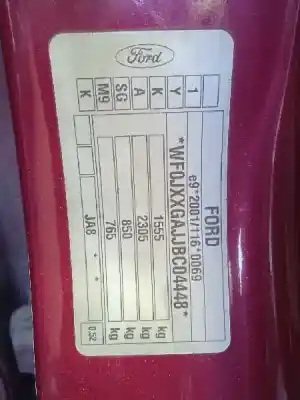 Ford
FORD
e9*2001/116*0069
*WF0JXXGAJJBC04448*
1
Y
K 1555 kg
A 2305 kg
SG 850 kg
M9 765 kg
K JA8 * * 0.52